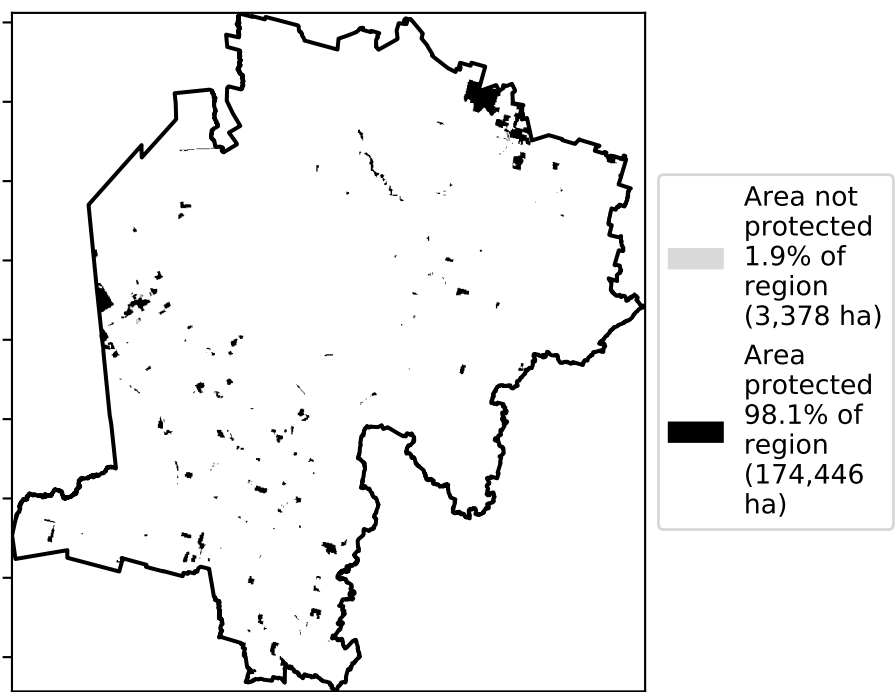 Area not
protected
1.9% of
region
(3,378 ha)
Area
protected
98.1% of
region
(174,446
ha)